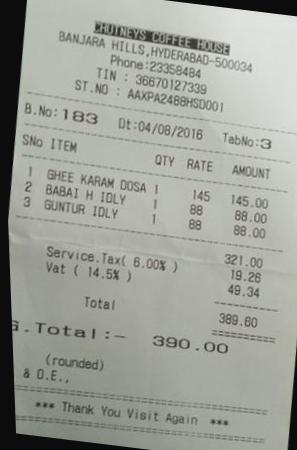 CHUTNEYS COFFEE HOUSE
BANJARA HILLS,HYDERABAD-500034
Phone:23358484
TIN : 36670127339
ST.NO : AAXPA2488HSD001
B.No:183 Dt:04/08/2016 TabNo:3
SNo ITEM QTY RATE AMOUNT
1 GHEE KARAM DOSA 1 145 145.00
2 BABAI H IDLY 1 88 88.00
3 GUNTUR IDLY 1 88 88.00
321.00
Service.Tax( 6.00% ) 19.26
Vat ( 14.5% ) 49.34
Total 389.60
G.Total:- 390.00
(rounded)
& O.E.,
*** Thank You Visit Again ***